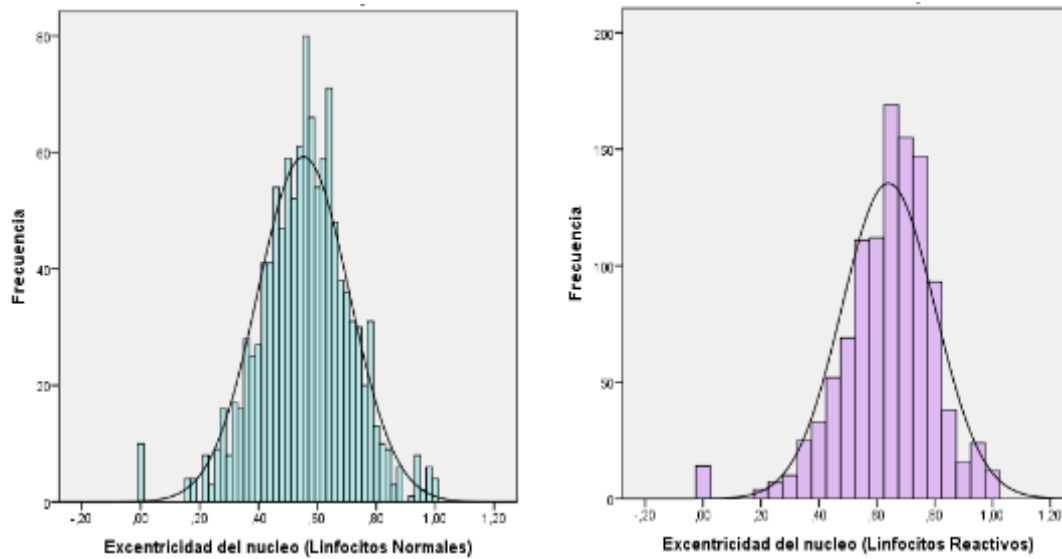 80
60
40
20
0
Frecuencia
-,20 ,00 ,20 ,40 ,60 ,80 1,00 1,20
Excentricidad del nucleo (Linfocitos Normales)
200
150
100
50
0
Frecuencia
-,20 ,00 ,20 ,40 ,60 ,80 1,00 1,20
Excentricidad del nucleo (Linfocitos Reactivos)